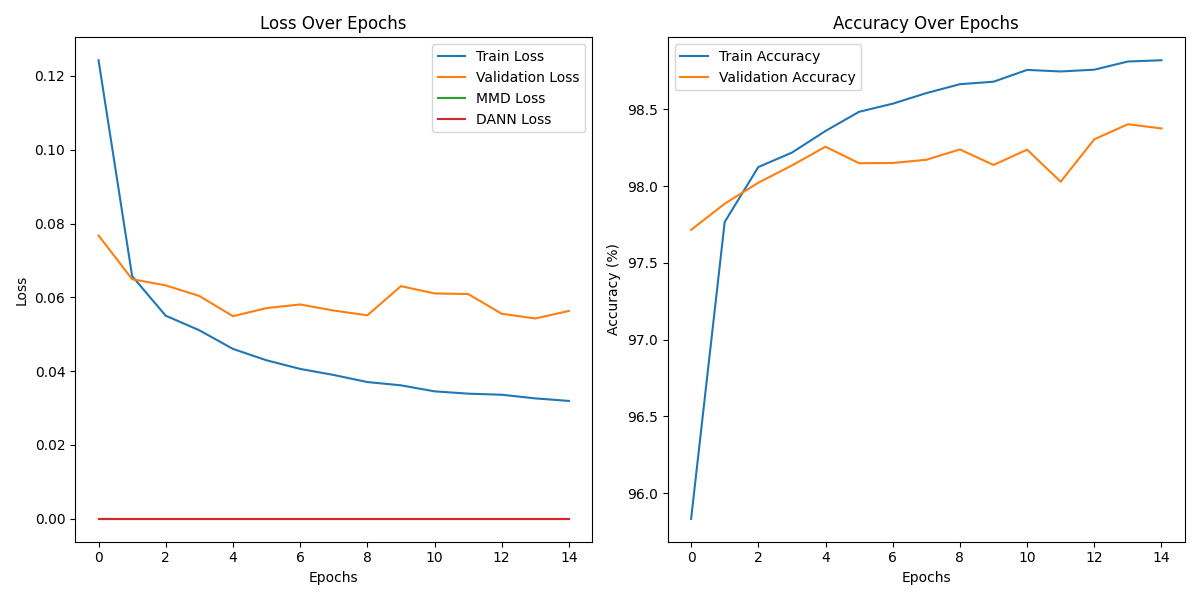 Loss Over Epochs
Train Loss
Validation Loss
MMD Loss
DANN Loss
0.12
0.10
0.08
0.06
0.04
0.02
0.00
Loss
0 2 4 6 8 10 12 14
Epochs
Accuracy Over Epochs
Train Accuracy
Validation Accuracy
98.5
98.0
97.5
97.0
96.5
96.0
Accuracy (%)
0 2 4 6 8 10 12 14
Epochs